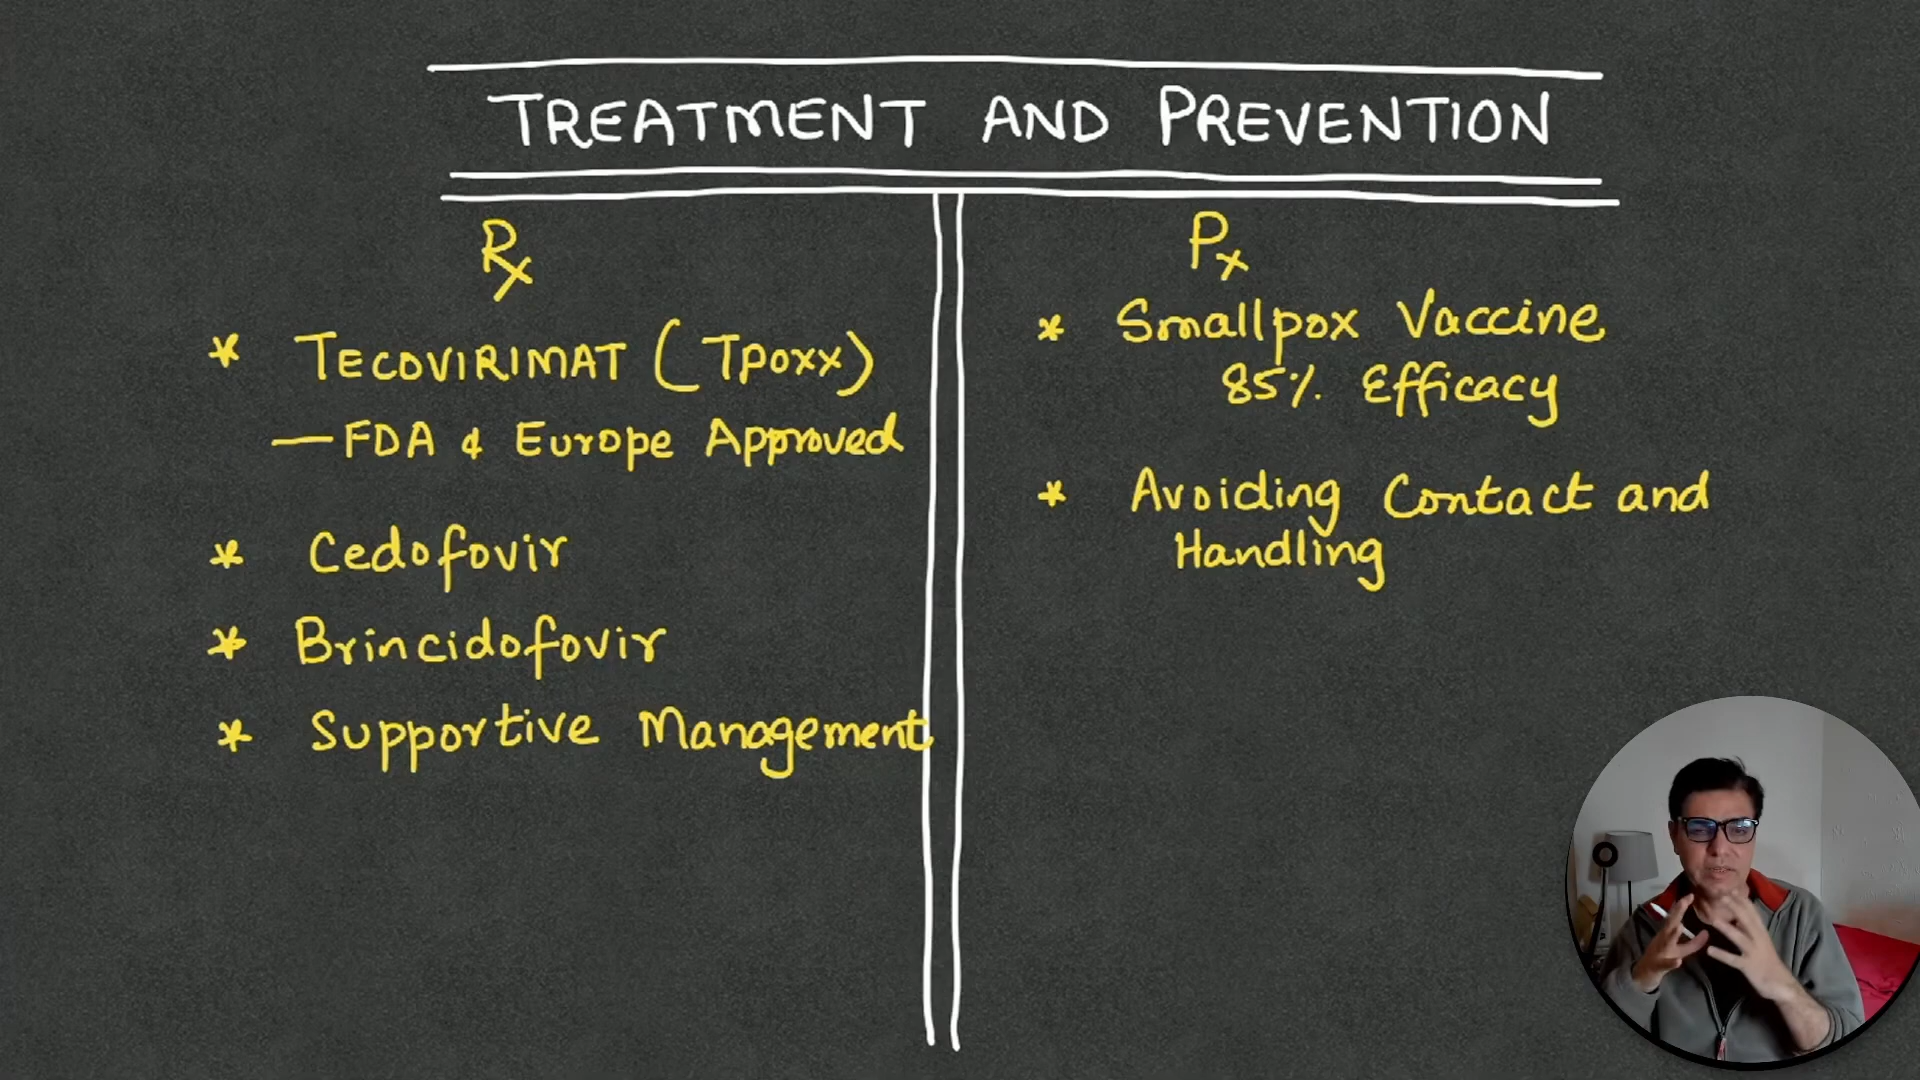 TREATMENT AND PREVENTION
Rx
* TECOVIRIMAT (Tpoxx)
— FDA & Europe Approved
* Cedofovir
* Brincidofovir
* Supportive Management
Px
* Smallpox Vaccine
85% Efficacy
* Avoiding Contact and
Handling